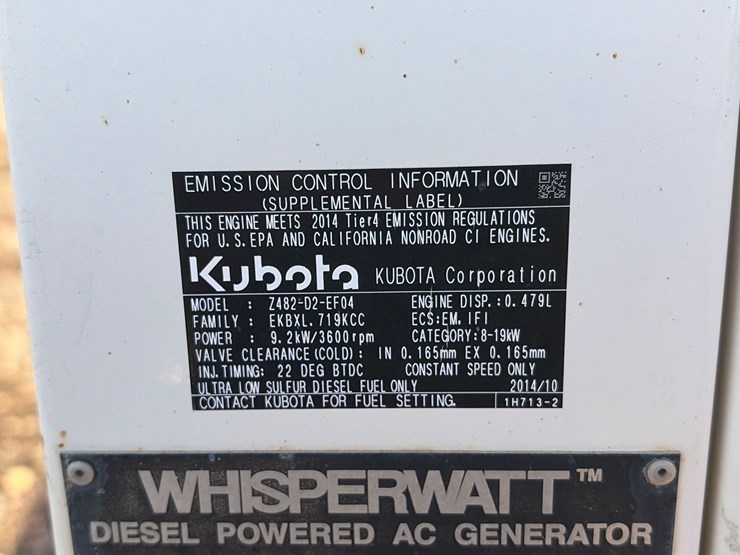 EMISSION CONTROL INFORMATION
(SUPPLEMENTAL LABEL)
THIS ENGINE MEETS 2014 Tier4 EMISSION REGULATIONS
FOR U.S.EPA AND CALIFORNIA NONROAD CI ENGINES.
Kubota KUBOTA Corporation
MODEL : Z482-D2-EF04 ENGINE DISP.:0.479L
FAMILY : EKBXL.719KCC ECS:EM,IFI
POWER : 9.2kW/3600rpm CATEGORY:8-19kW
VALVE CLEARANCE(COLD): IN 0.165mm EX 0.165mm
INJ.TIMING: 22 DEG BTDC CONSTANT SPEED ONLY
ULTRA LOW SULFUR DIESEL FUEL ONLY 2014/10
CONTACT KUBOTA FOR FUEL SETTING. 1H713-2
WHISPERWATT™
DIESEL POWERED AC GENERATOR